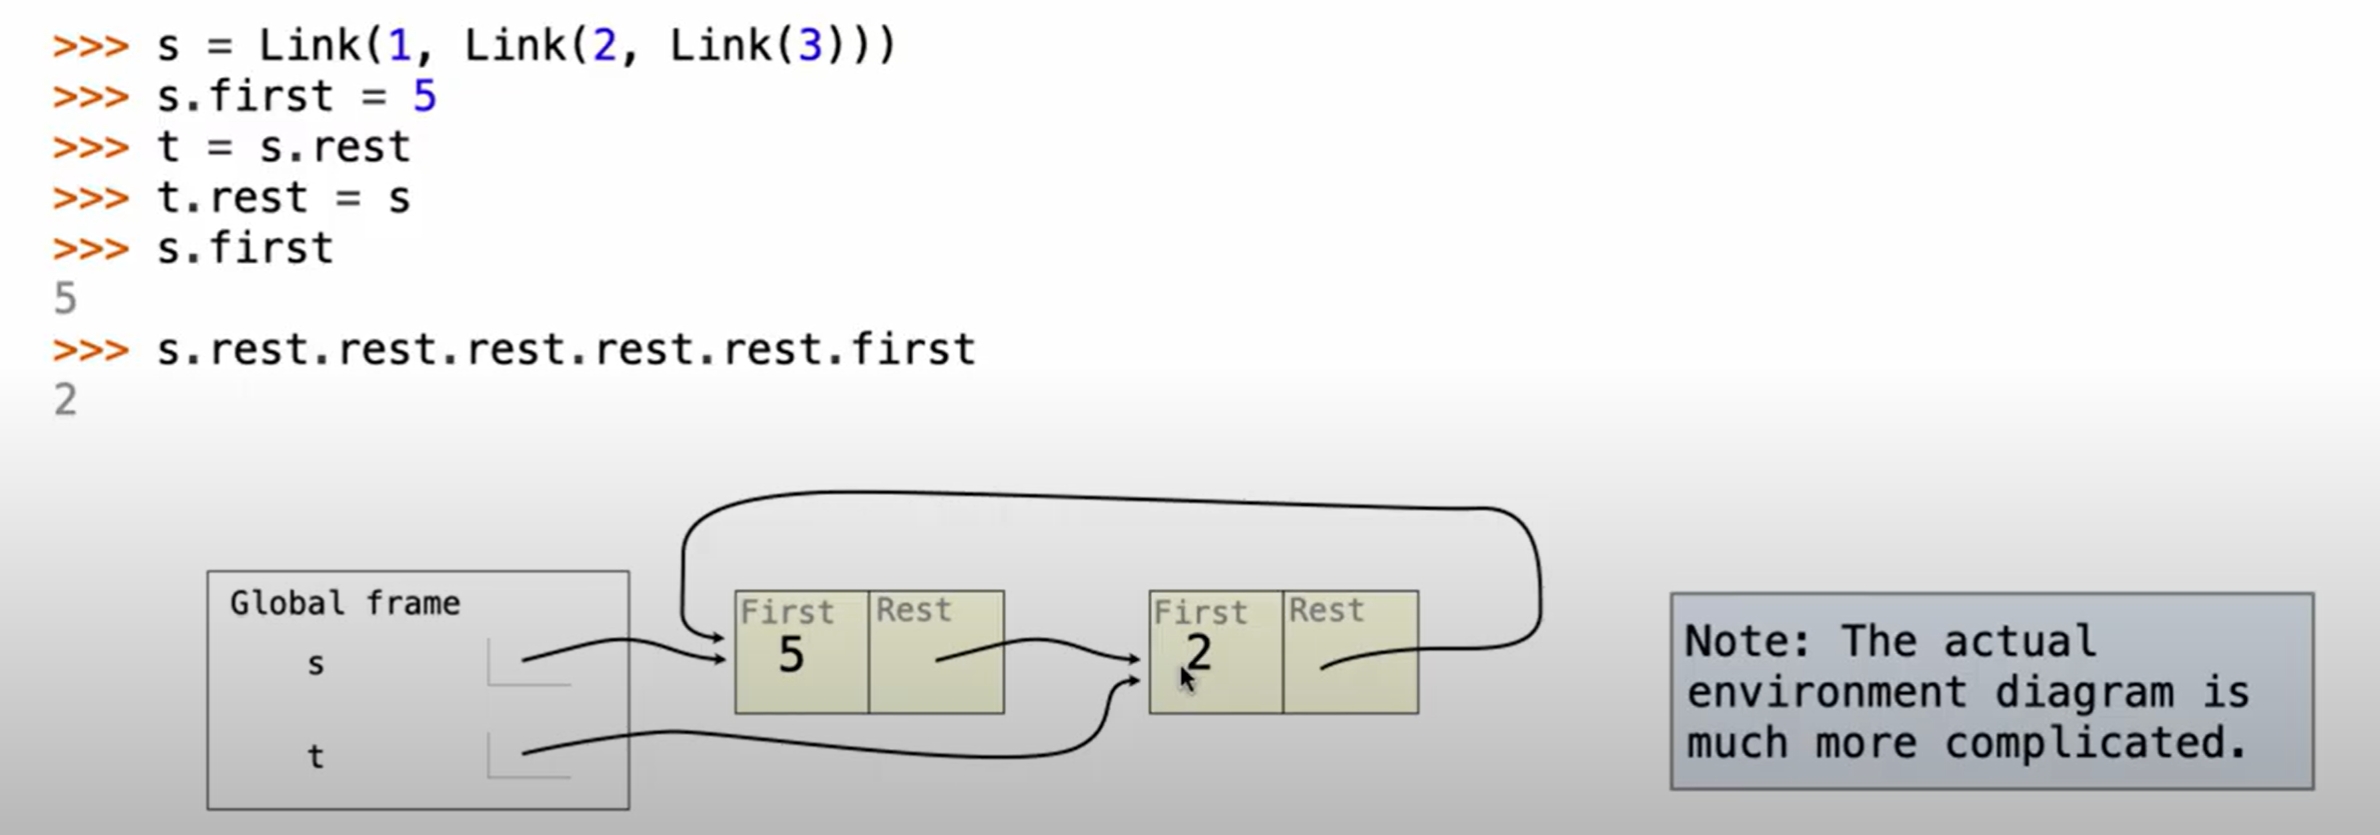 >>> s = Link(1, Link(2, Link(3)))
>>> s.first = 5
>>> t = s.rest
>>> t.rest = s
>>> s.first
5
>>> s.rest.rest.rest.rest.rest.first
2
Global frame
s
t
First
Rest
5
First
Rest
2
Note: The actual
environment diagram is
much more complicated.